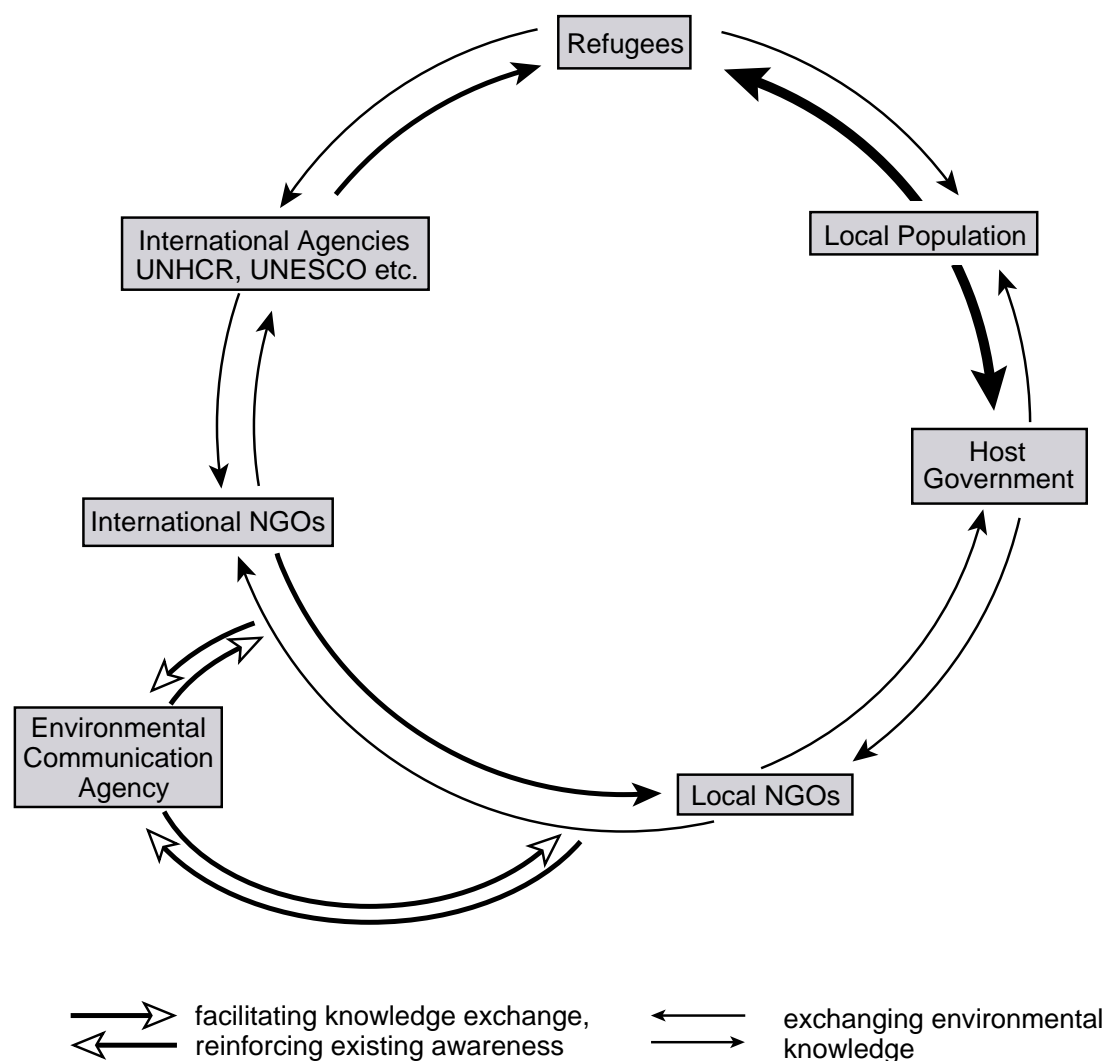 Refugees
International Agencies
UNHCR, UNESCO etc.
Local Population
Host
Government
International NGOs
Environmental
Communication
Agency
Local NGOs
facilitating knowledge exchange,
reinforcing existing awareness
exchanging environmental
knowledge